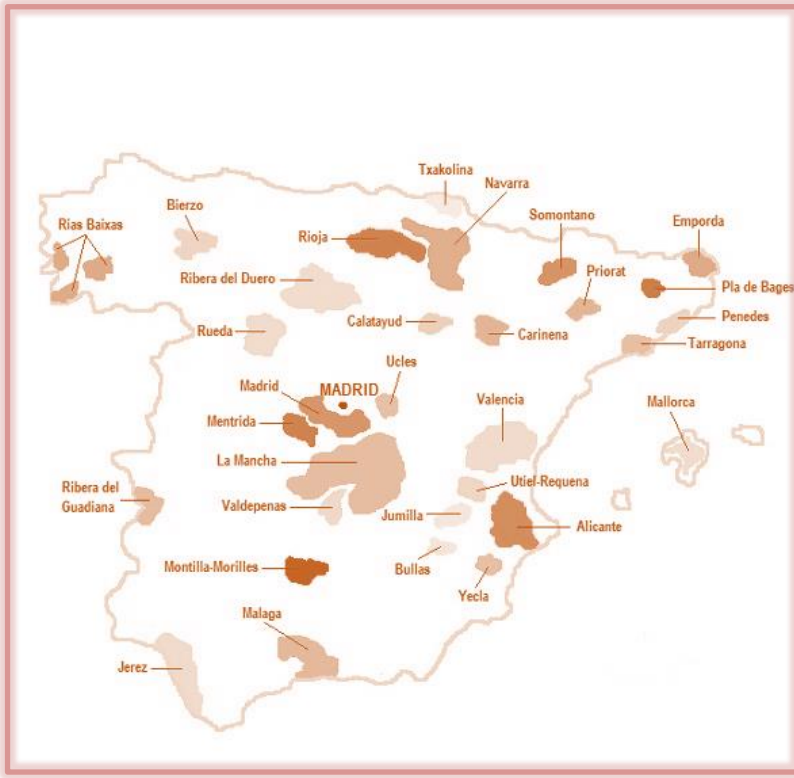 Txakolina
Navarra
Bierzo
Somontano
Emporda
Rias Baixas
Rioja
Ribera del Duero
Priorat
Pla de Bages
Rueda
Calatayud
Carinena
Penedes
Tarragona
Ucles
Madrid
MADRID
Valencia
Mallorca
Mentrida
La Mancha
Utiel-Requena
Ribera del
Guadiana
Valdepenas
Jumilla
Alicante
Montilla-Morilles
Bullas
Yecla
Malaga
Jerez